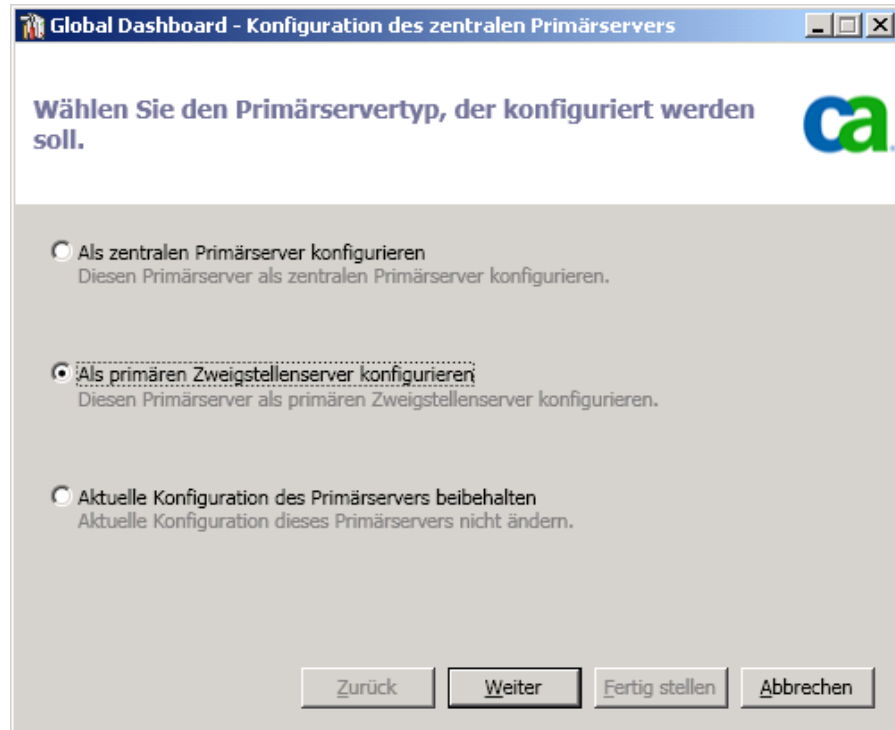 Global Dashboard - Konfiguration des zentralen Primärservers
Wählen Sie den Primärservertyp, der konfiguriert werden
soll.
ca
Als zentralen Primärserver konfigurieren
Diesen Primärserver als zentralen Primärserver konfigurieren.
Als primären Zweigstellenserver konfigurieren
Diesen Primärserver als primären Zweigstellenserver konfigurieren.
Aktuelle Konfiguration des Primärservers beibehalten
Aktuelle Konfiguration dieses Primärservers nicht ändern.
Zurück Weiter Fertig stellen Abbrechen